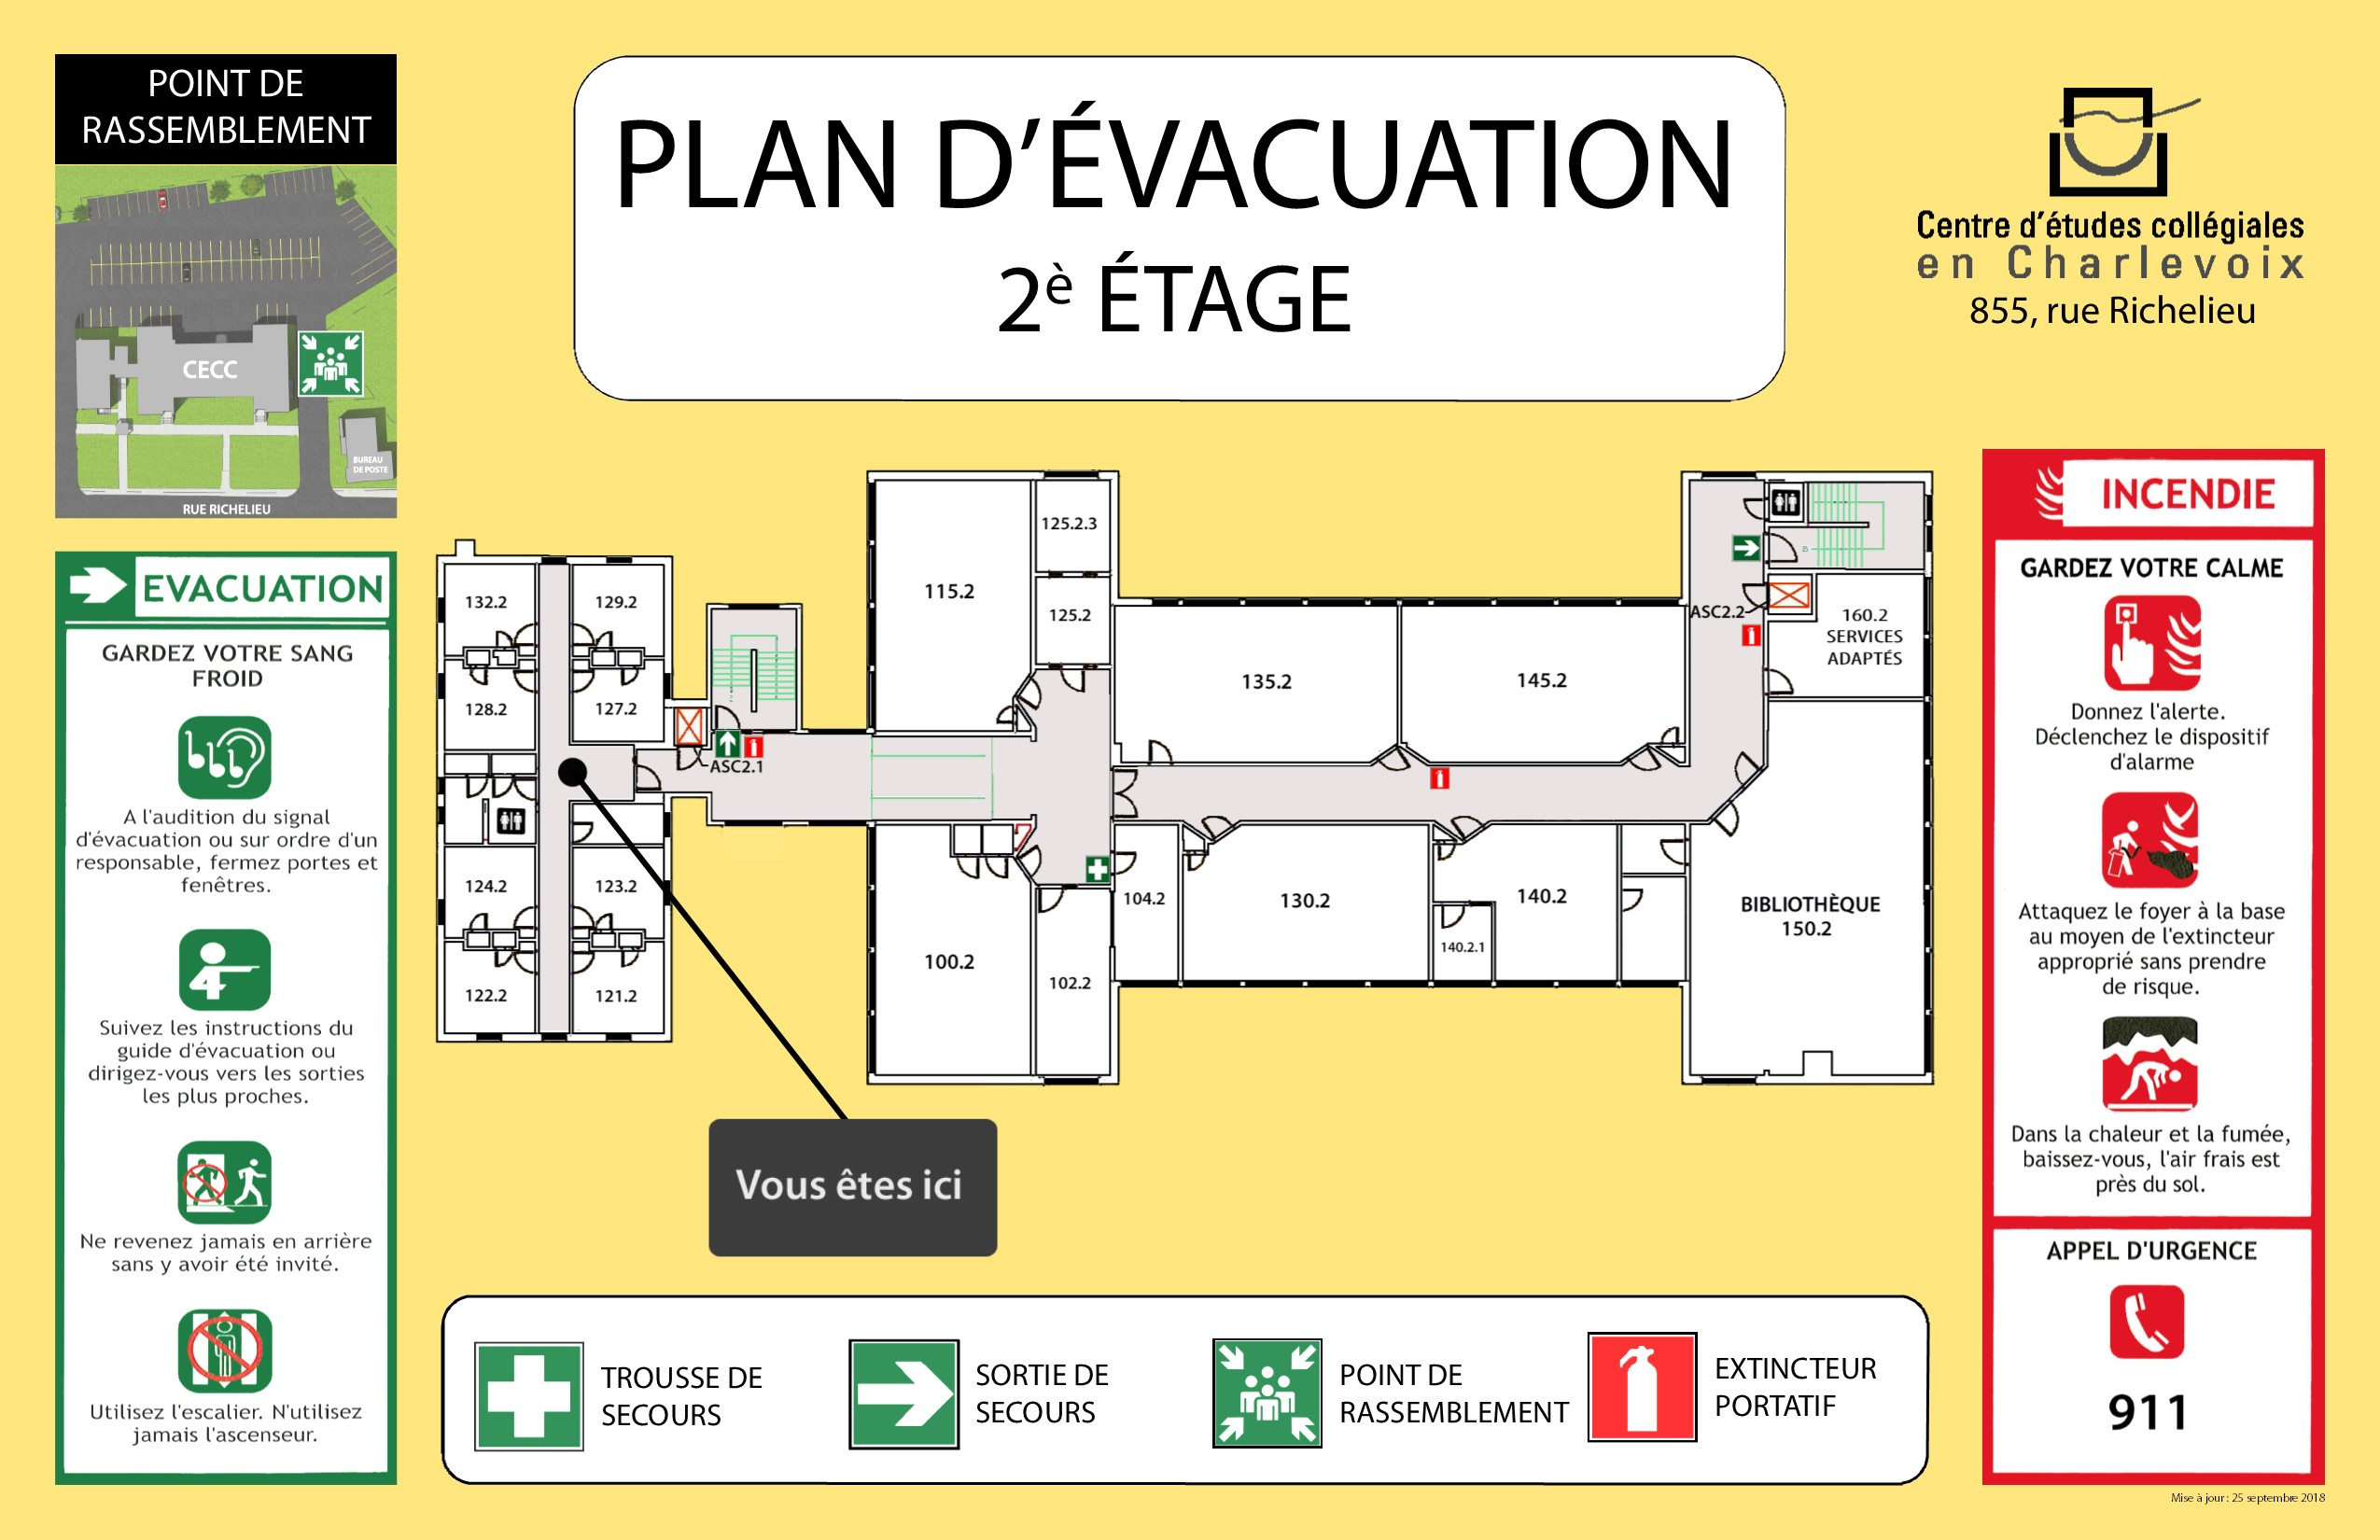 POINT DE
RASSEMBLEMENT
CECC
BUREAU
DE POSTE
RUE RICHELIEU
PLAN D'ÉVACUATION
2è ÉTAGE
Centre d'études collégiales
en Charlevoix
855, rue Richelieu
EVACUATION
GARDEZ VOTRE SANG
FROID
A l'audition du signal
d'évacuation ou sur ordre d'un
responsable, fermez portes et
fenêtres.
Suivez les instructions du
guide d'évacuation ou
dirigez-vous vers les sorties
les plus proches.
Ne revenez jamais en arrière
sans y avoir été invité.
Utilisez l'escalier. N'utilisez
jamais l'ascenseur.
132.2
129.2
128.2
127.2
124.2
123.2
122.2
121.2
ASC2.1
115.2
125.2.3
125.2
135.2
145.2
ASC2.2
160.2
SERVICES
ADAPTÉS
100.2
102.2
104.2
130.2
140.2
140.2.1
BIBLIOTHÈQUE
150.2
Vous êtes ici
INCENDIE
GARDEZ VOTRE CALME
Donnez l'alerte.
Déclenchez le dispositif
d'alarme
Attaquez le foyer à la base
au moyen de l'extincteur
approprié sans prendre
de risque.
Dans la chaleur et la fumée,
baissez-vous, l'air frais est
près du sol.
APPEL D'URGENCE
911
TROUSSE DE
SECOURS
SORTIE DE
SECOURS
POINT DE
RASSEMBLEMENT
EXTINCTEUR
PORTATIF
Mise à jour : 25 septembre 2018